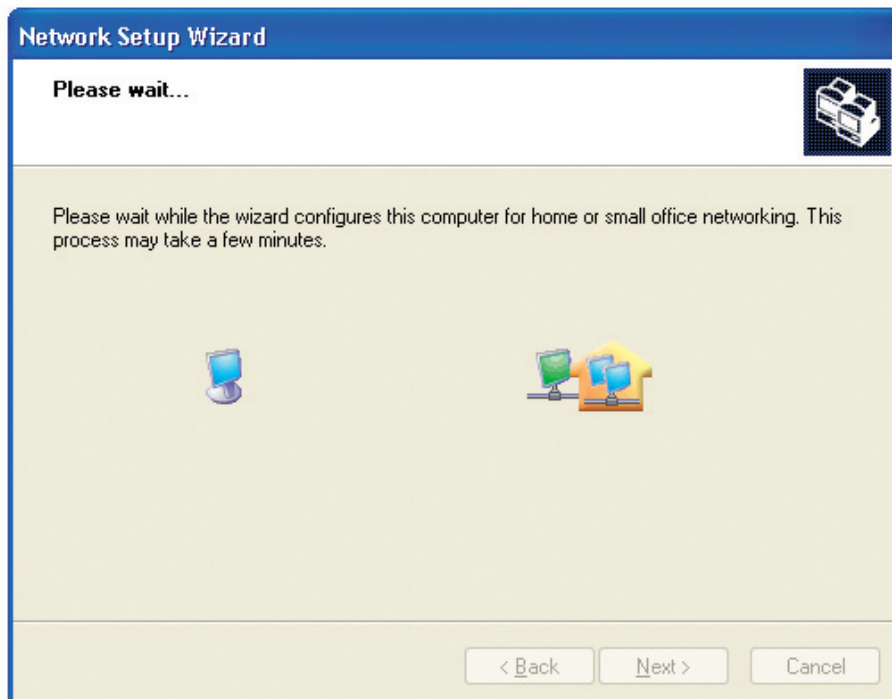 Network Setup Wizard
Please wait...
Please wait while the wizard configures this computer for home or small office networking. This
process may take a few minutes.
< Back Next > Cancel